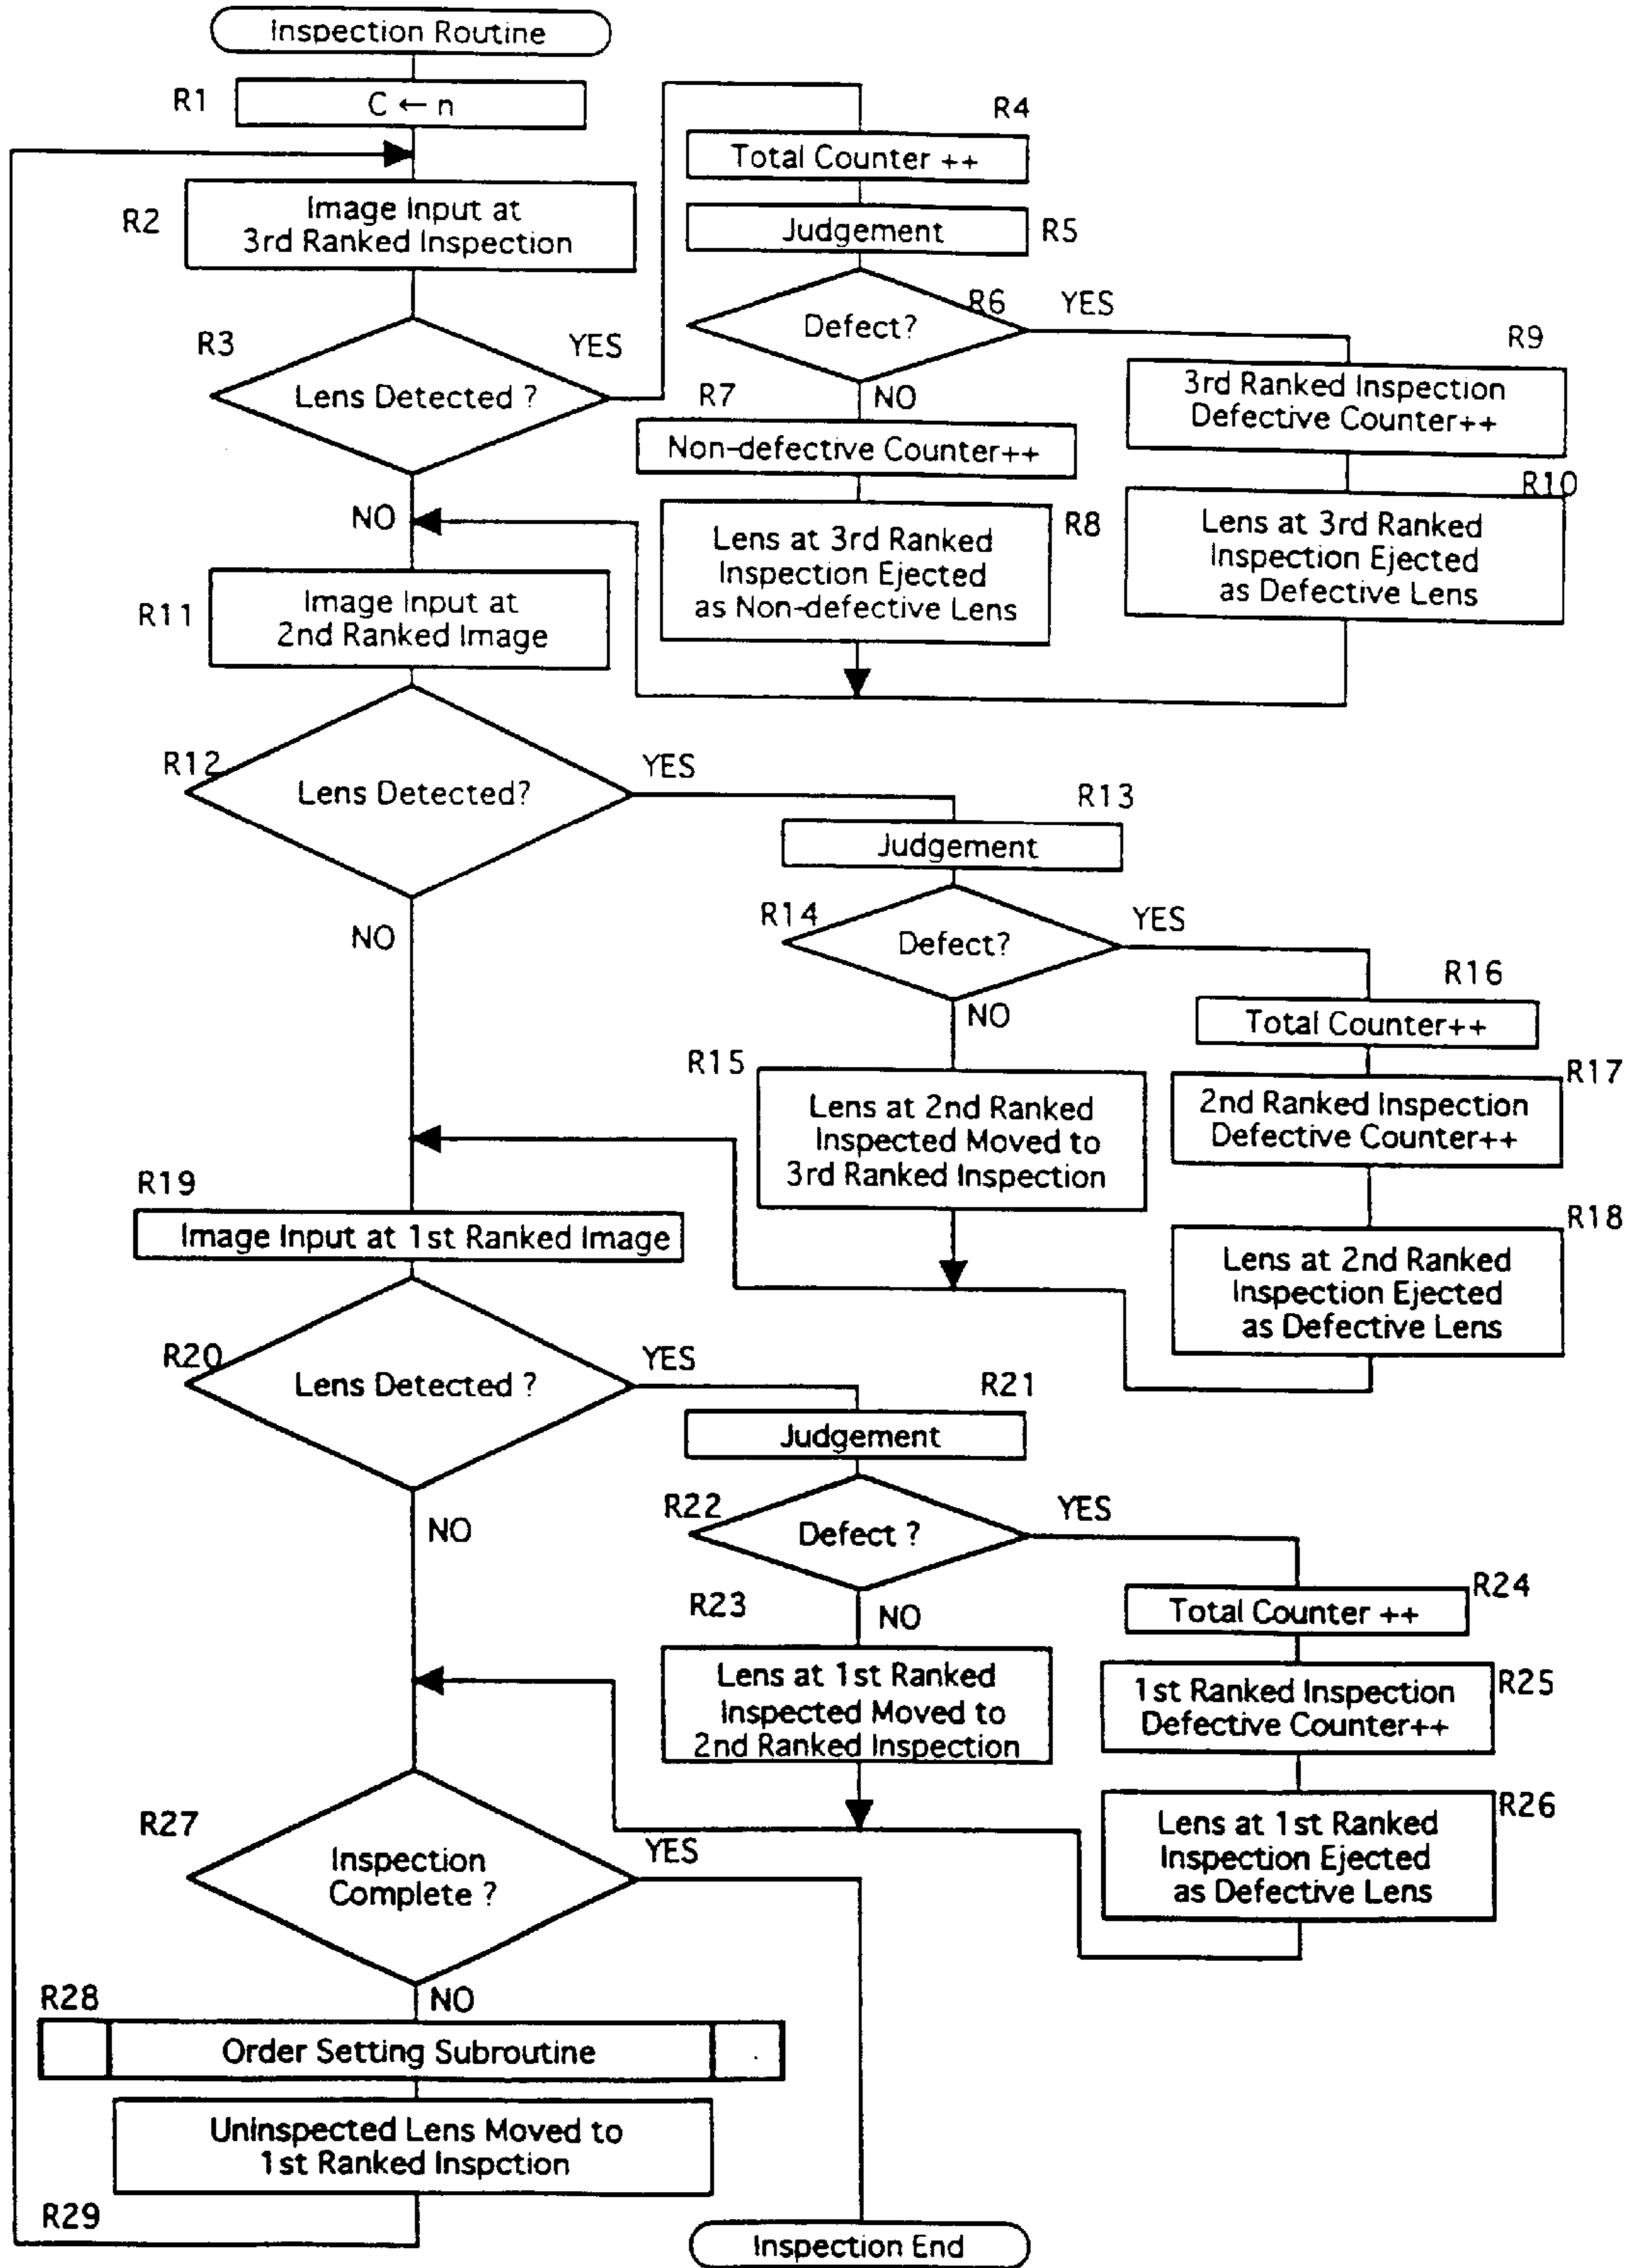 Inspection Routine
R1
C ← n
R2
Image Input at
3rd Ranked Inspection
R3
Lens Detected ?
YES
NO
R4
Total Counter ++
Judgement
R5
R6
Defect?
YES
NO
R7
Non-defective Counter++
R8
Lens at 3rd Ranked
Inspection Ejected
as Non-defective Lens
R9
3rd Ranked Inspection
Defective Counter++
R10
Lens at 3rd Ranked
Inspection Ejected
as Defective Lens
R11
Image Input at
2nd Ranked Image
R12
Lens Detected?
YES
NO
R13
Judgement
R14
Defect?
YES
NO
R15
Lens at 2nd Ranked
Inspected Moved to
3rd Ranked Inspection
R16
Total Counter++
R17
2nd Ranked Inspection
Defective Counter++
R18
Lens at 2nd Ranked
Inspection Ejected
as Defective Lens
R19
Image Input at 1st Ranked Image
R20
Lens Detected ?
YES
NO
R21
Judgement
R22
Defect ?
YES
NO
R23
Lens at 1st Ranked
Inspected Moved to
2nd Ranked Inspection
R24
Total Counter ++
R25
1st Ranked Inspection
Defective Counter++
R26
Lens at 1st Ranked
Inspection Ejected
as Defective Lens
R27
Inspection
Complete ?
YES
NO
R28
Order Setting Subroutine
Uninspected Lens Moved to
1st Ranked Inspction
R29
Inspection End